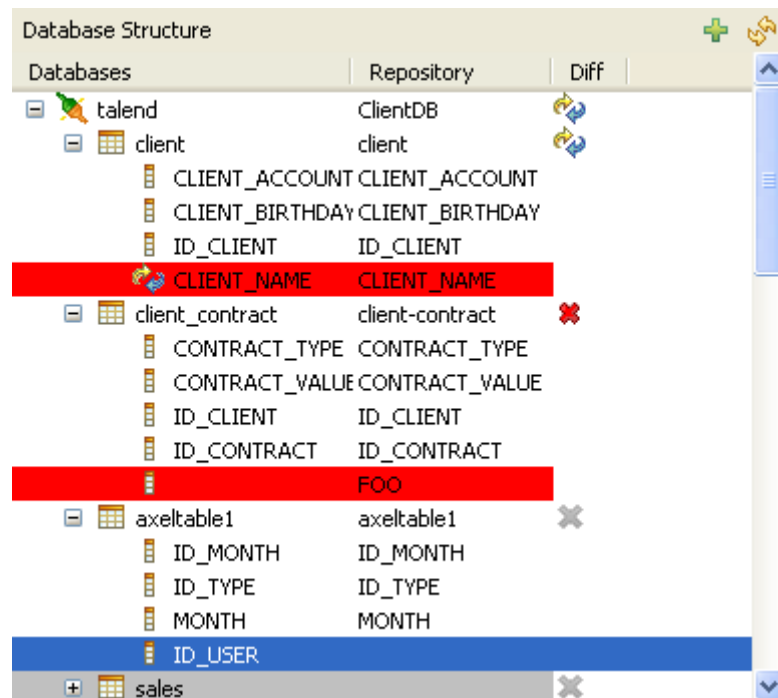 Database Structure
Databases Repository Diff
talend ClientDB
client client
CLIENT_ACCOUNT CLIENT_ACCOUNT
CLIENT_BIRTHDAY CLIENT_BIRTHDAY
ID_CLIENT ID_CLIENT
CLIENT_NAME CLIENT_NAME
client_contract client-contract
CONTRACT_TYPE CONTRACT_TYPE
CONTRACT_VALUE CONTRACT_VALUE
ID_CLIENT ID_CLIENT
ID_CONTRACT ID_CONTRACT
FOO
axeltable1 axeltable1
ID_MONTH ID_MONTH
ID_TYPE ID_TYPE
MONTH MONTH
ID_USER
sales